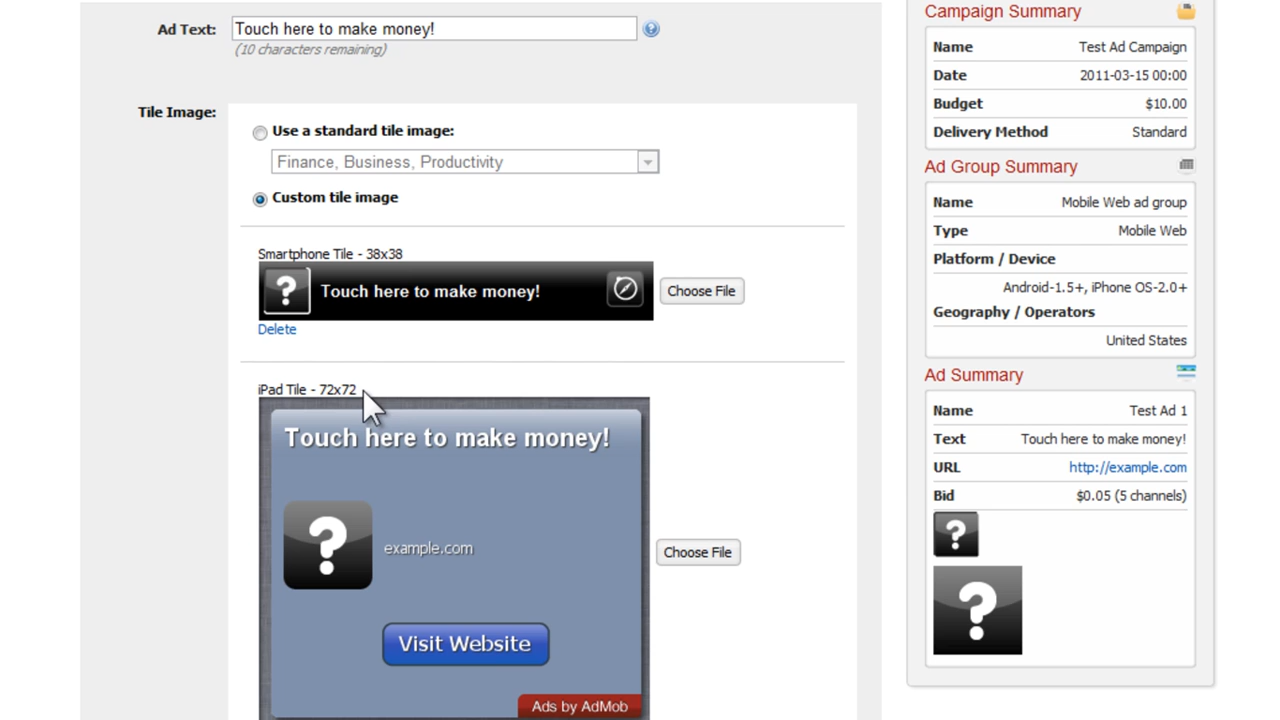 Ad Text: Touch here to make money!
(10 characters remaining)
Tile Image:
Use a standard tile image:
Finance, Business, Productivity
Custom tile image
Smartphone Tile - 38x38
? Touch here to make money! Choose File
Delete
iPad Tile - 72x72
Touch here to make money!
? example.com
Choose File
Visit Website
Ads by AdMob
Campaign Summary
Name Test Ad Campaign
Date 2011-03-15 00:00
Budget $10.00
Delivery Method Standard
Ad Group Summary
Name Mobile Web ad group
Type Mobile Web
Platform / Device
Android-1.5+, iPhone OS-2.0+
Geography / Operators
United States
Ad Summary
Name Test Ad 1
Text Touch here to make money!
URL http://example.com
Bid $0.05 (5 channels)
?
?